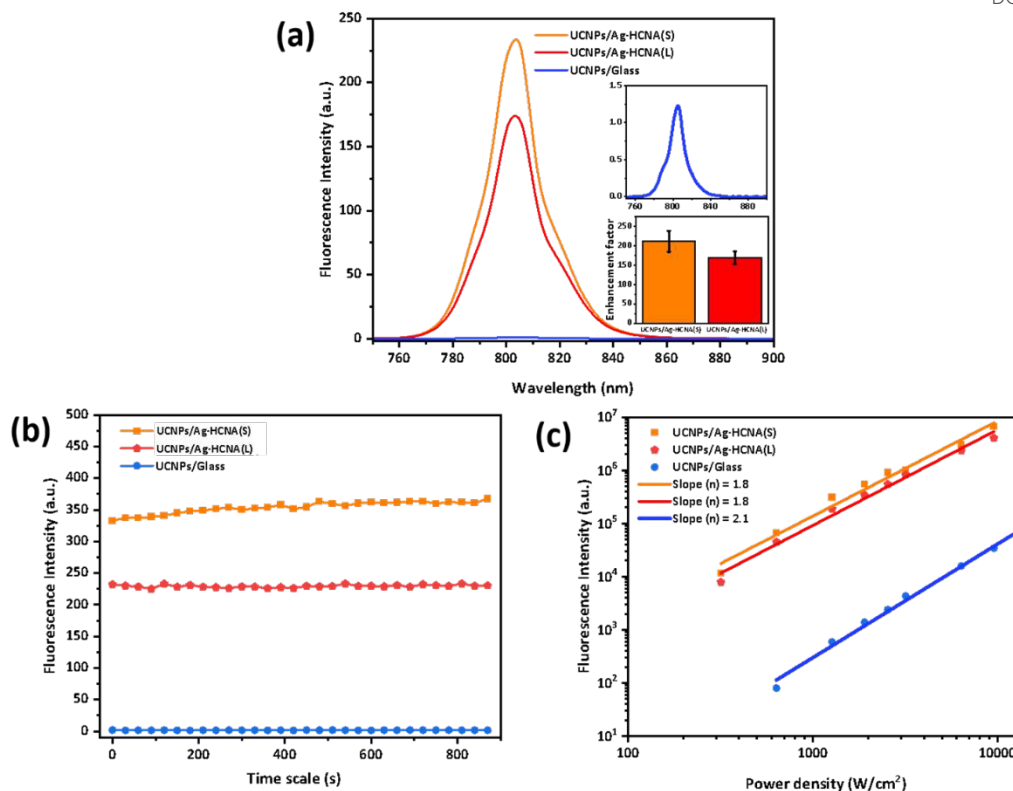 (a)
UCNPs/Ag-HCNA(S)
UCNPs/Ag-HCNA(L)
UCNPs/Glass
Fluorescence Intensity (a.u.)
250
200
150
100
50
0
760 780 800 820 840 860 880 900
Wavelength (nm)
1.5
1.0
0.5
0.0
760 800 840 880
Enhancement factor
250
200
150
100
50
0
UCNPs/Ag-HCNA(S) UCNPs/Ag-HCNA(L)
(b)
UCNPs/Ag-HCNA(S)
UCNPs/Ag-HCNA(L)
UCNPs/Glass
Fluorescence Intensity (a.u.)
500
450
400
350
300
250
200
150
100
50
0
0 200 400 600 800
Time scale (s)
(c)
UCNPs/Ag-HCNA(S)
UCNPs/Ag-HCNA(L)
UCNPs/Glass
Slope (n) = 1.8
Slope (n) = 1.8
Slope (n) = 2.1
Fluorescence Intensity (a.u.)
10⁷
10⁶
10⁵
10⁴
10³
10²
10¹
100 1000 10000
Power density (W/cm²)